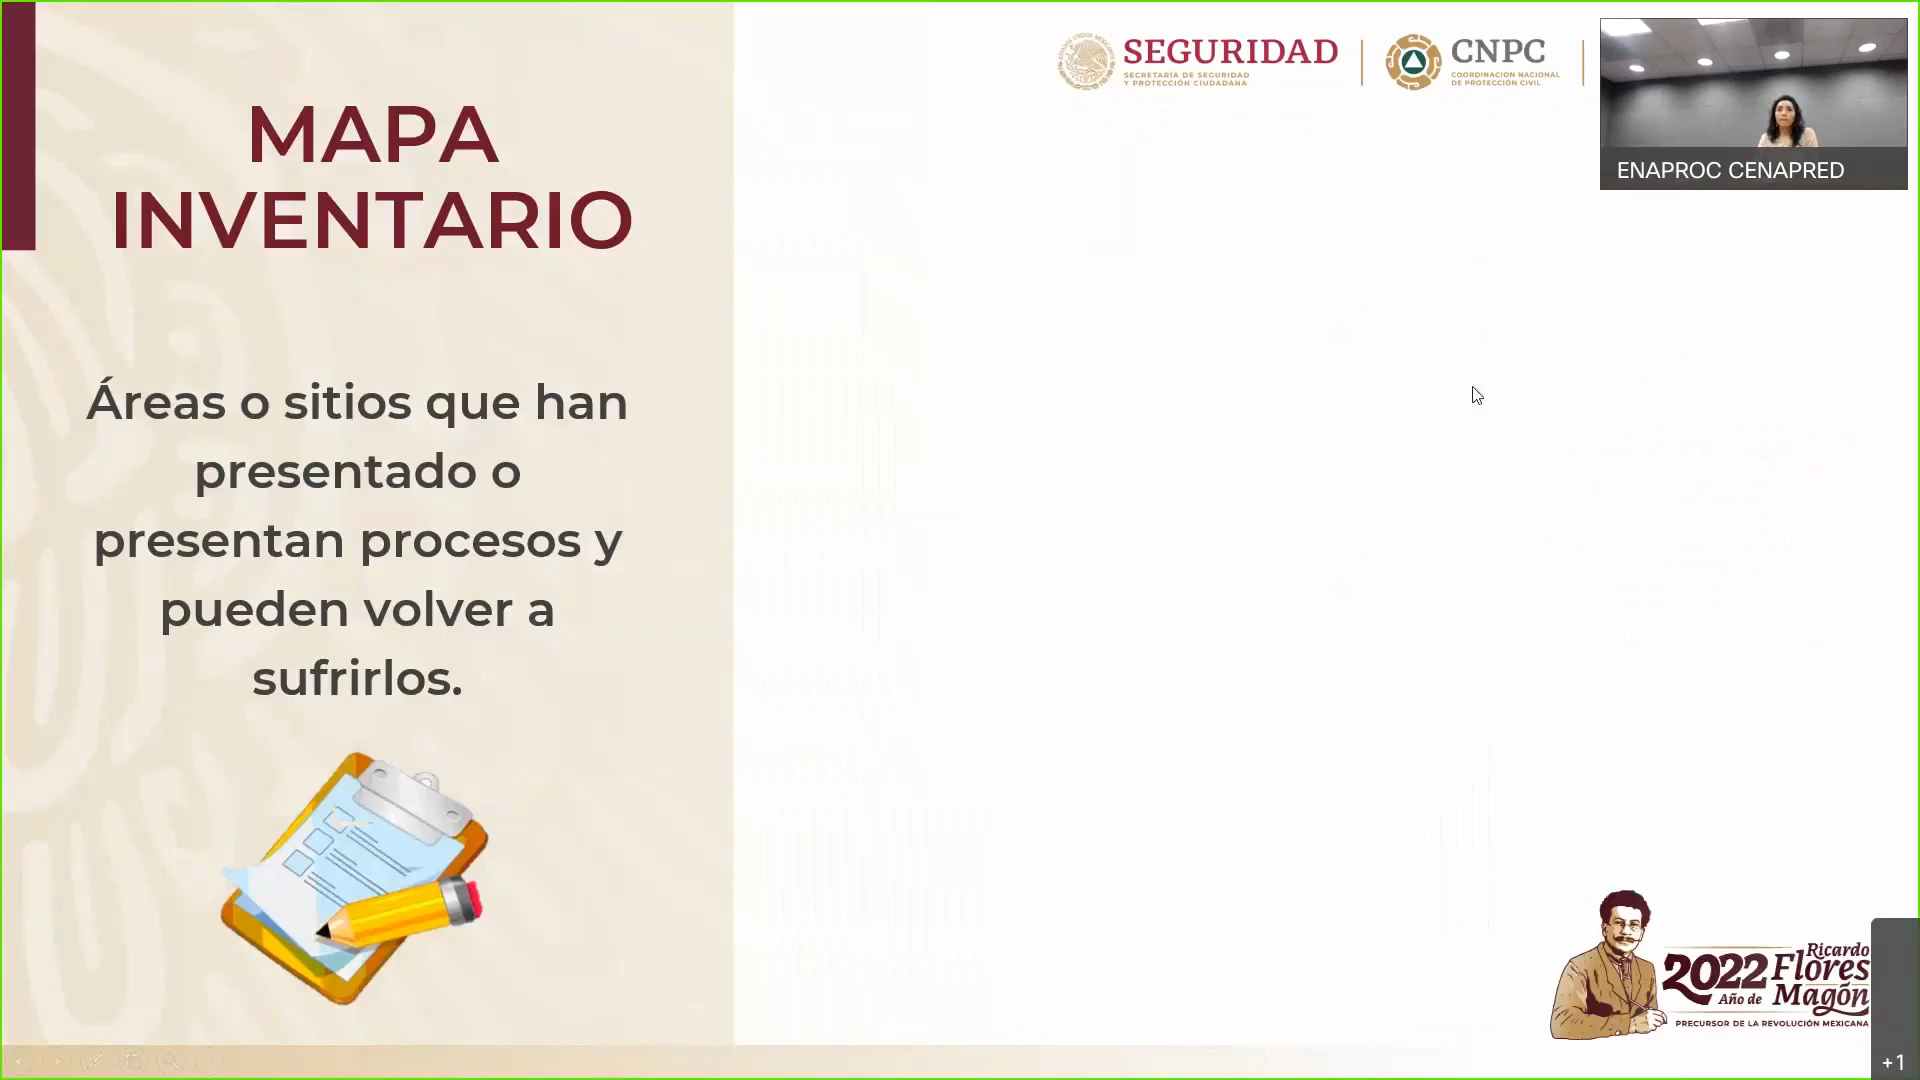 MAPA
INVENTARIO
Áreas o sitios que han
presentado o
presentan procesos y
pueden volver a
sufrirlos.
SEGURIDAD
SECRETARÍA DE SEGURIDAD
Y PROTECCIÓN CIUDADANA
CNPC
COORDINACIÓN NACIONAL
DE PROTECCIÓN CIVIL
ENAPROC CENAPRED
2022
Año de
Ricardo
Flores
Magón
PRECURSOR DE LA REVOLUCIÓN MEXICANA
+1